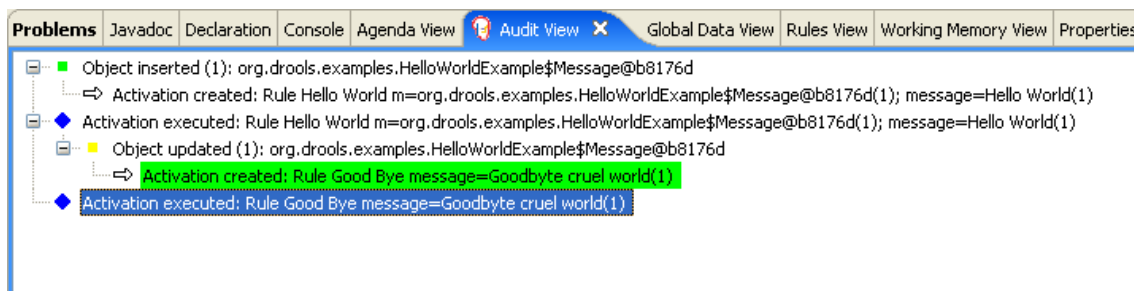 Problems Javadoc Declaration Console Agenda View Audit View Global Data View Rules View Working Memory View Properties
Object inserted (1): org.drools.examples.HelloWorldExample$Message@b8176d
Activation created: Rule Hello World m=org.drools.examples.HelloWorldExample$Message@b8176d(1); message=Hello World(1)
Activation executed: Rule Hello World m=org.drools.examples.HelloWorldExample$Message@b8176d(1); message=Hello World(1)
Object updated (1): org.drools.examples.HelloWorldExample$Message@b8176d
Activation created: Rule Good Bye message=Goodbyte cruel world(1)
Activation executed: Rule Good Bye message=Goodbyte cruel world(1)